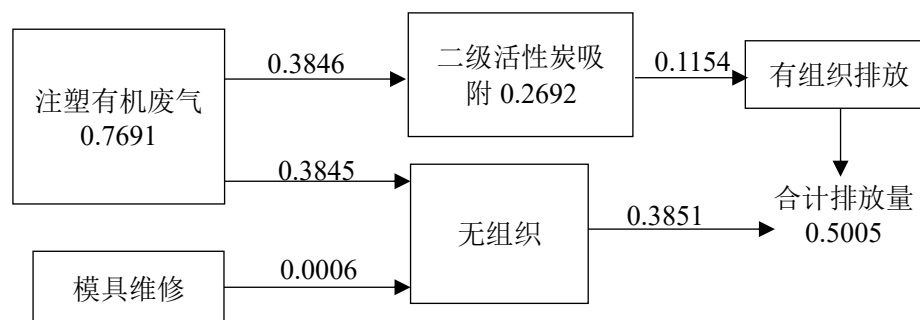 注塑有机废气
0.7691
0.3846
二级活性炭吸
附 0.2692
0.1154
有组织排放
0.3845
无组织
0.3851
合计排放量
0.5005
模具维修
0.0006